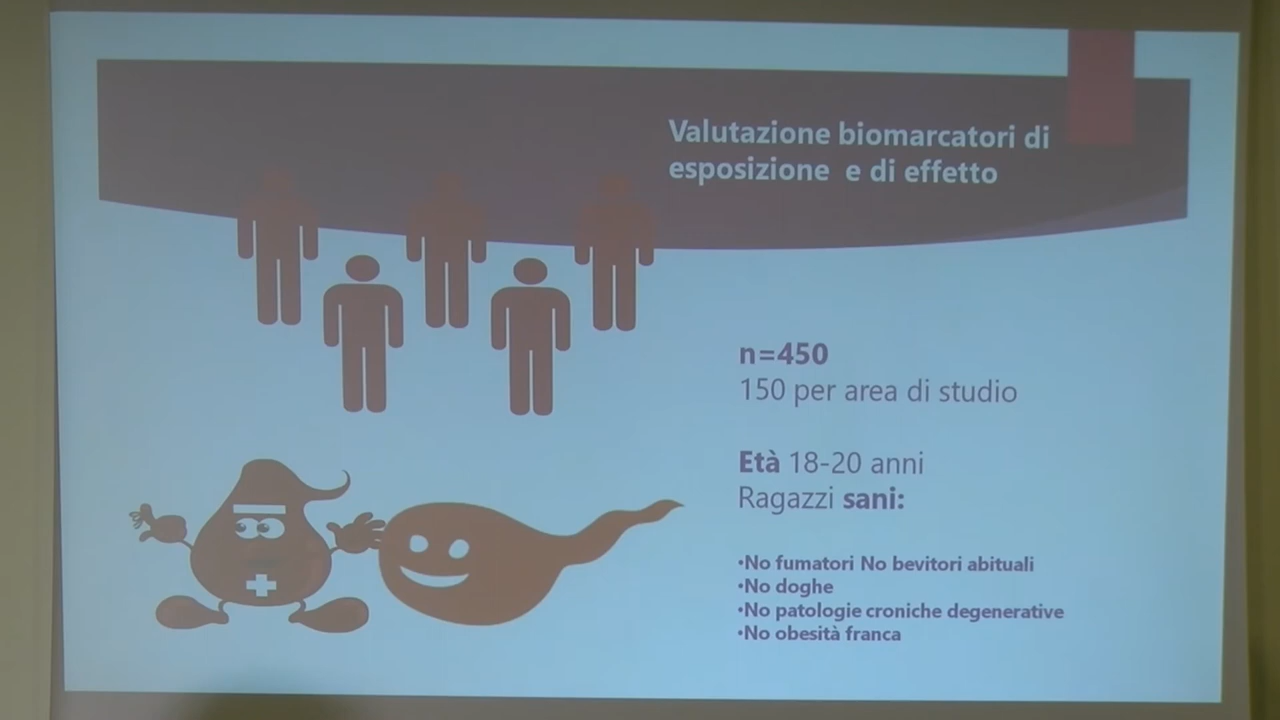 Valutazione biomarcatori di
esposizione e di effetto
n=450
150 per area di studio
Età 18-20 anni
Ragazzi sani:
•No fumatori No bevitori abituali
•No doghe
•No patologie croniche degenerative
•No obesità franca